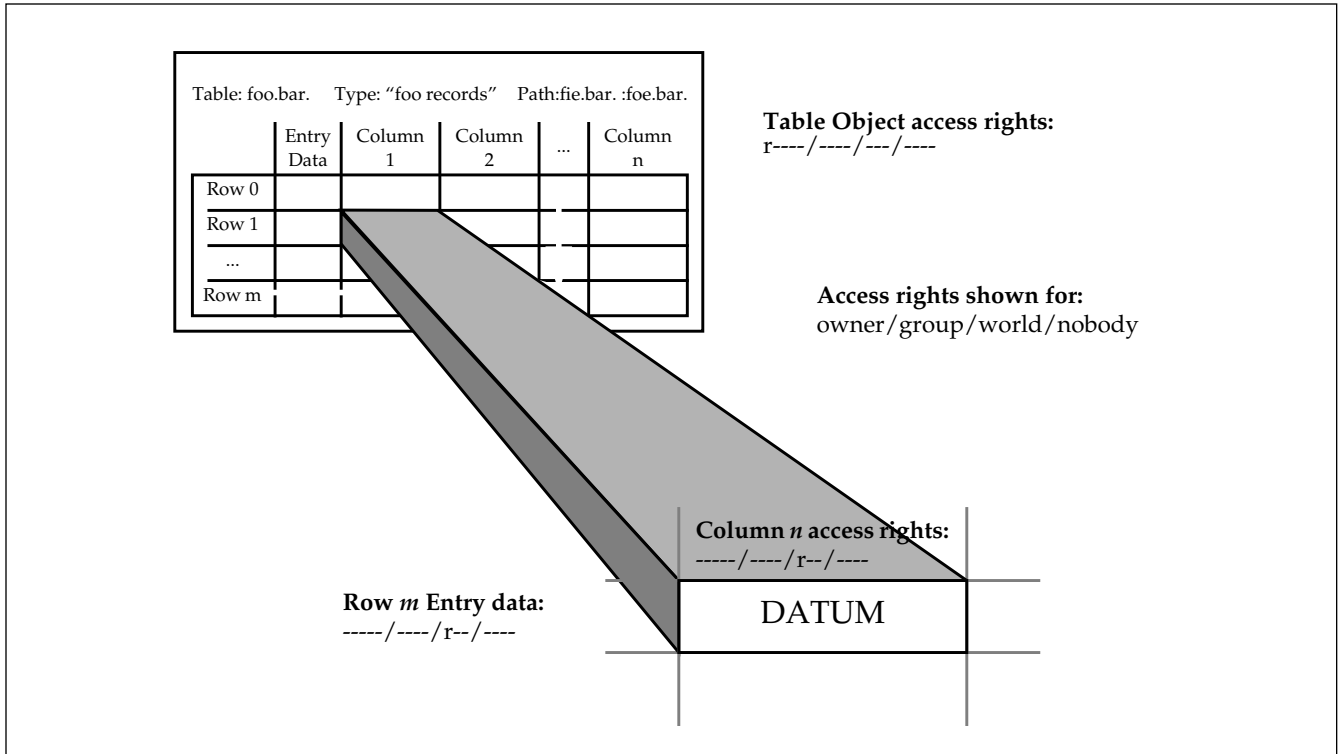 Table: foo.bar. Type: “foo records” Path:fie.bar. :foe.bar.
Entry Data Column 1 Column 2 ... Column n
Row 0
Row 1
...
Row m
Table Object access rights:
r----/----/---/----
Access rights shown for:
owner/group/world/nobody
Column n access rights:
-----/----/r--/----
Row m Entry data:
-----/----/r--/----
DATUM